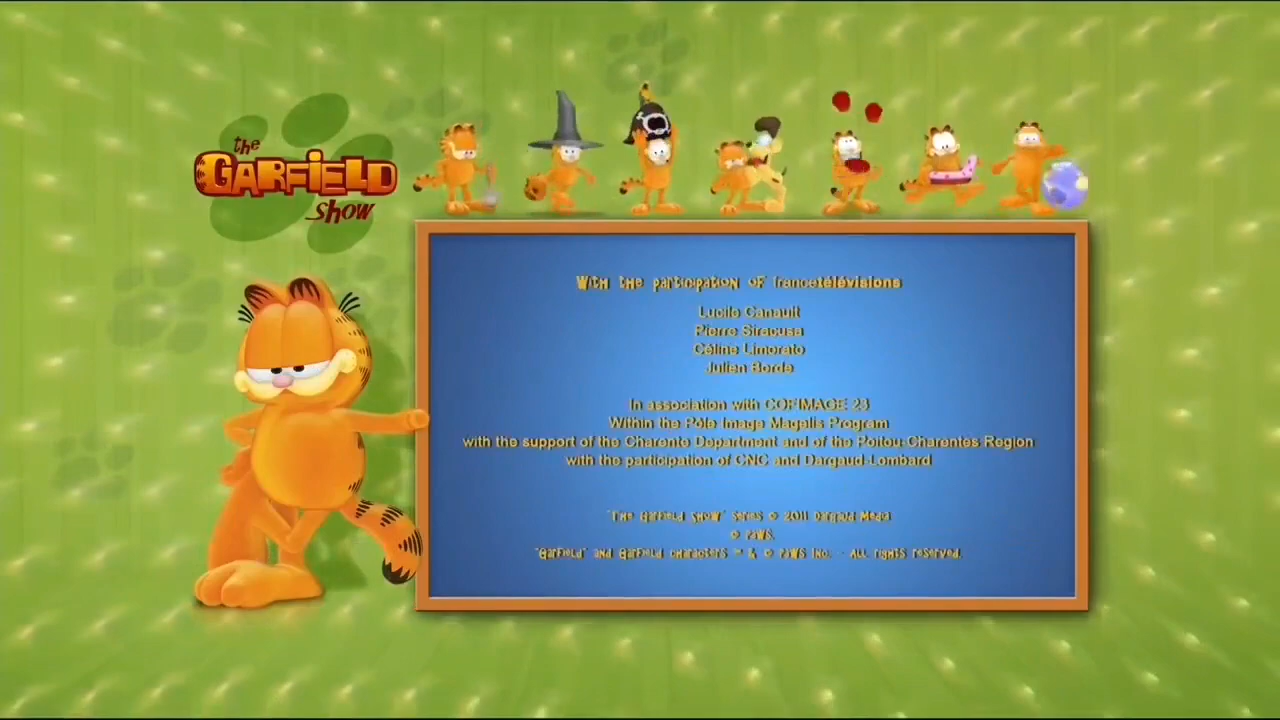 the
GARFIELD
show
With the participation of francetélévisions
Lucile Canault
Pierre Siracusa
Céline Limorato
Julien Borde
In association with COFIMAGE 23
Within the Pôle Image Magelis Program
with the support of the Charente Department and of the Poitou-Charentes Region
with the participation of CNC and Dargaud-Lombard
"The Garfield Show" series © 2011 Dargaud Media
© PAWS.
"Garfield" and Garfield characters ™ & © PAWS INC. - All rights reserved.